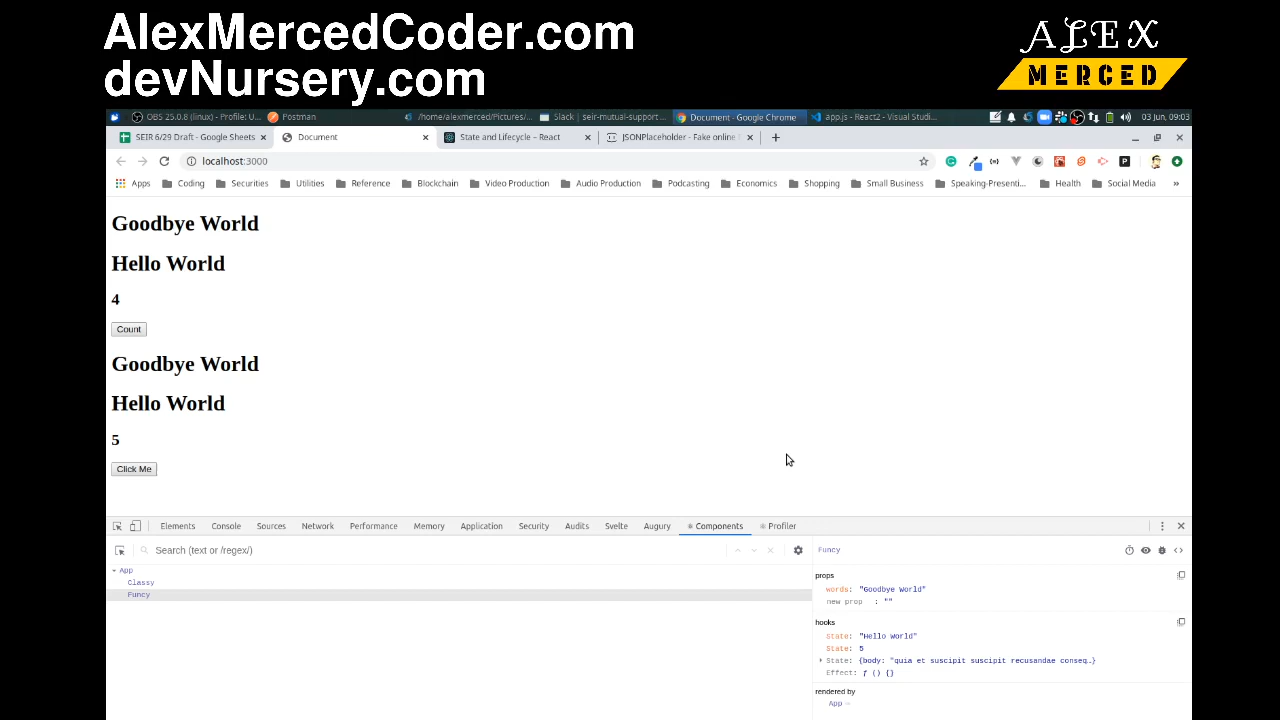 AlexMercedCoder.com
devNursery.com
ALEX
MERCED
OBS 25.0.8 (linux) - Profile: U... Postman /home/alexmerced/Pictures/... Slack | seir-mutual-support ... Document - Google Chrome app.js - React2 - Visual Studi... 03 Jun, 09:03
SEIR 6/29 Draft - Google Sheets Document State and Lifecycle – React JSONPlaceholder - Fake online
localhost:3000
Apps Coding Securities Utilities Reference Blockchain Video Production Audio Production Podcasting Economics Shopping Small Business Speaking-Presenti... Health Social Media »
Goodbye World
Hello World
4
Count
Goodbye World
Hello World
5
Click Me
Elements Console Sources Network Performance Memory Application Security Audits Svelte Augury Components Profiler
Search (text or /regex/)
Funcy
App
Classy
Funcy
props
words: "Goodbye World"
new prop : ""
hooks
State: "Hello World"
State: 5
State: {body: "quia et suscipit suscipit recusandae conseq…}
Effect: ƒ () {}
rendered by
App